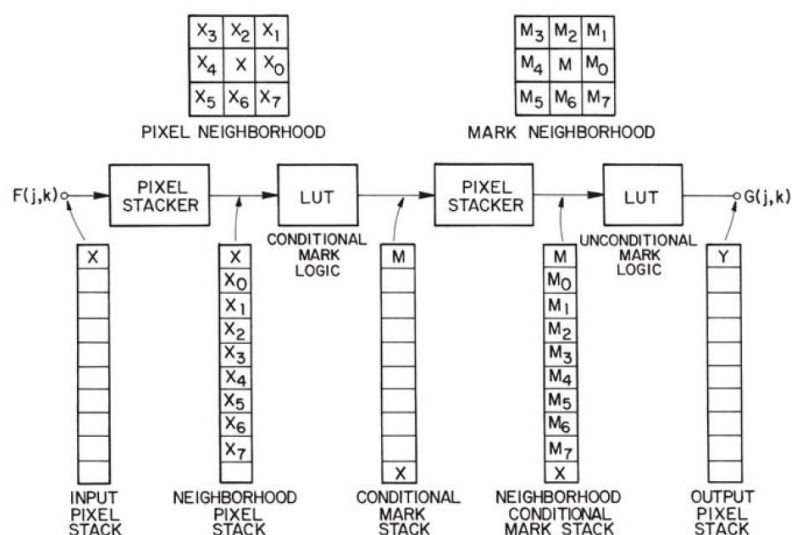 X₃ X₂ X₁
X₄ X X₀
X₅ X₆ X₇
PIXEL NEIGHBORHOOD
M₃ M₂ M₁
M₄ M M₀
M₅ M₆ M₇
MARK NEIGHBORHOOD
F(j,k)
PIXEL
STACKER
LUT
CONDITIONAL
MARK
LOGIC
PIXEL
STACKER
LUT
UNCONDITIONAL
MARK
LOGIC
G(j,k)
X
INPUT
PIXEL
STACK
X
X₀
X₁
X₂
X₃
X₄
X₅
X₆
X₇
NEIGHBORHOOD
PIXEL
STACK
M
X
CONDITIONAL
MARK
STACK
M
M₀
M₁
M₂
M₃
M₄
M₅
M₆
M₇
X
NEIGHBORHOOD
CONDITIONAL
MARK STACK
Y
OUTPUT
PIXEL
STACK